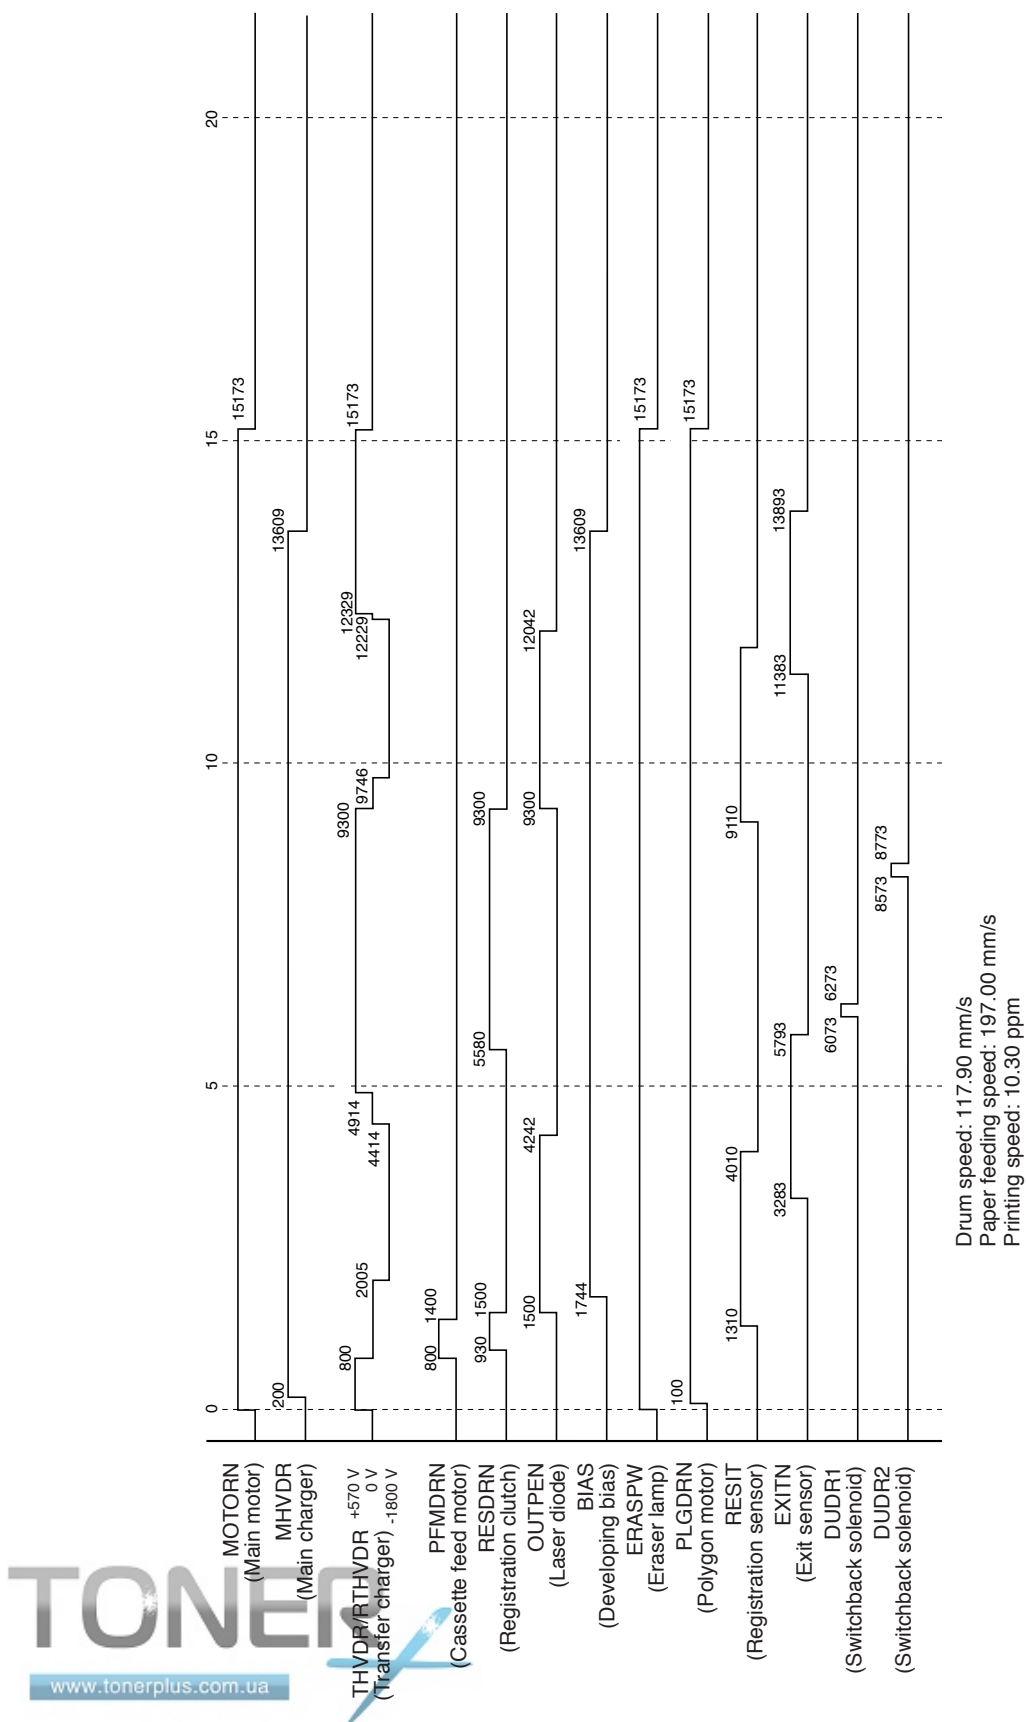 0
5
10
15
20
MOTORN
(Main motor)
15173
MHVDR
(Main charger)
200
13609
THVDR/RTHVDR
(Transfer charger)
+570 V
0 V
-1800 V
800
2005
4414
4914
9300
9746
12229
12329
15173
PFMDRN
(Cassette feed motor)
800
1400
RESDRN
(Registration clutch)
930
1500
5580
9300
OUTPEN
(Laser diode)
1500
4242
9300
12042
BIAS
(Developing bias)
1744
13609
ERASPW
(Eraser lamp)
15173
PLGDRN
(Polygon motor)
100
15173
RESIT
(Registration sensor)
1310
4010
9110
EXITN
(Exit sensor)
3283
5793
11383
13893
DUDR1
(Switchback solenoid)
6073
6273
DUDR2
(Switchback solenoid)
8573
8773
Drum speed: 117.90 mm/s
Paper feeding speed: 197.00 mm/s
Printing speed: 10.30 ppm
TONER
www.tonerplus.com.ua